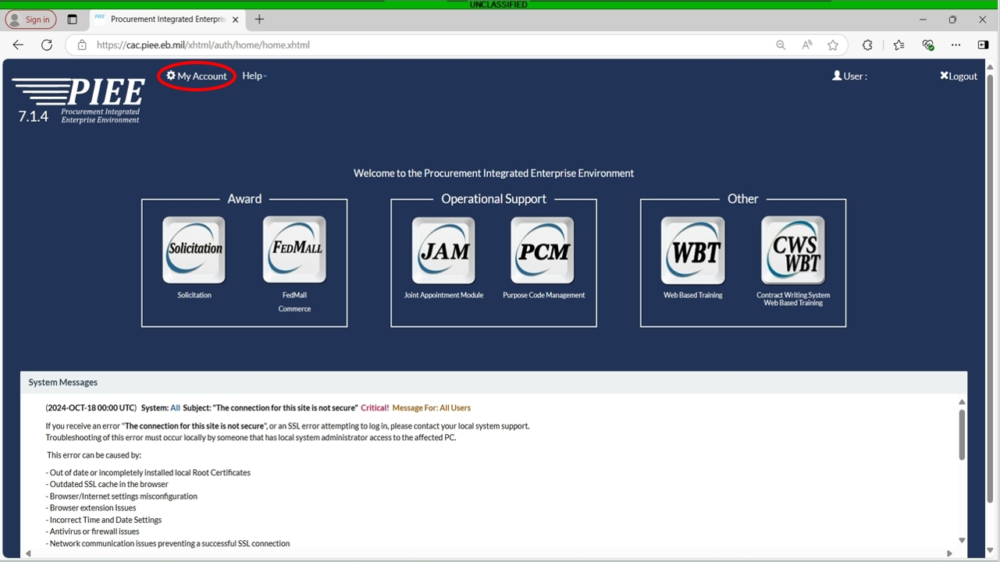 UNCLASSIFIED
Sign in
PIEE
Procurement Integrated Enterpris
https://cac.piee.eb.mil/xhtml/auth/home/home.xhtml
My Account
Help
User :
Logout
PIEE
7.1.4
Procurement Integrated
Enterprise Environment
Welcome to the Procurement Integrated Enterprise Environment
Award
Solicitation
Solicitation
FEDMALL
FedMall
Commerce
Operational Support
JAM
Joint Appointment Module
PCM
Purpose Code Management
Other
WBT
Web Based Training
CWS
WBT
Contract Writing System
Web Based Training
System Messages
(2024-OCT-18 00:00 UTC) System: All Subject: "The connection for this site is not secure" Critical! Message For: All Users
If you receive an error "The connection for this site is not secure", or an SSL error attempting to log in, please contact your local system support.
Troubleshooting of this error must occur locally by someone that has local system administrator access to the affected PC.
This error can be caused by:
- Out of date or incompletely installed local Root Certificates
- Outdated SSL cache in the browser
- Browser/Internet settings misconfiguration
- Browser extension Issues
- Incorrect Time and Date Settings
- Antivirus or firewall issues
- Network communication issues preventing a successful SSL connection